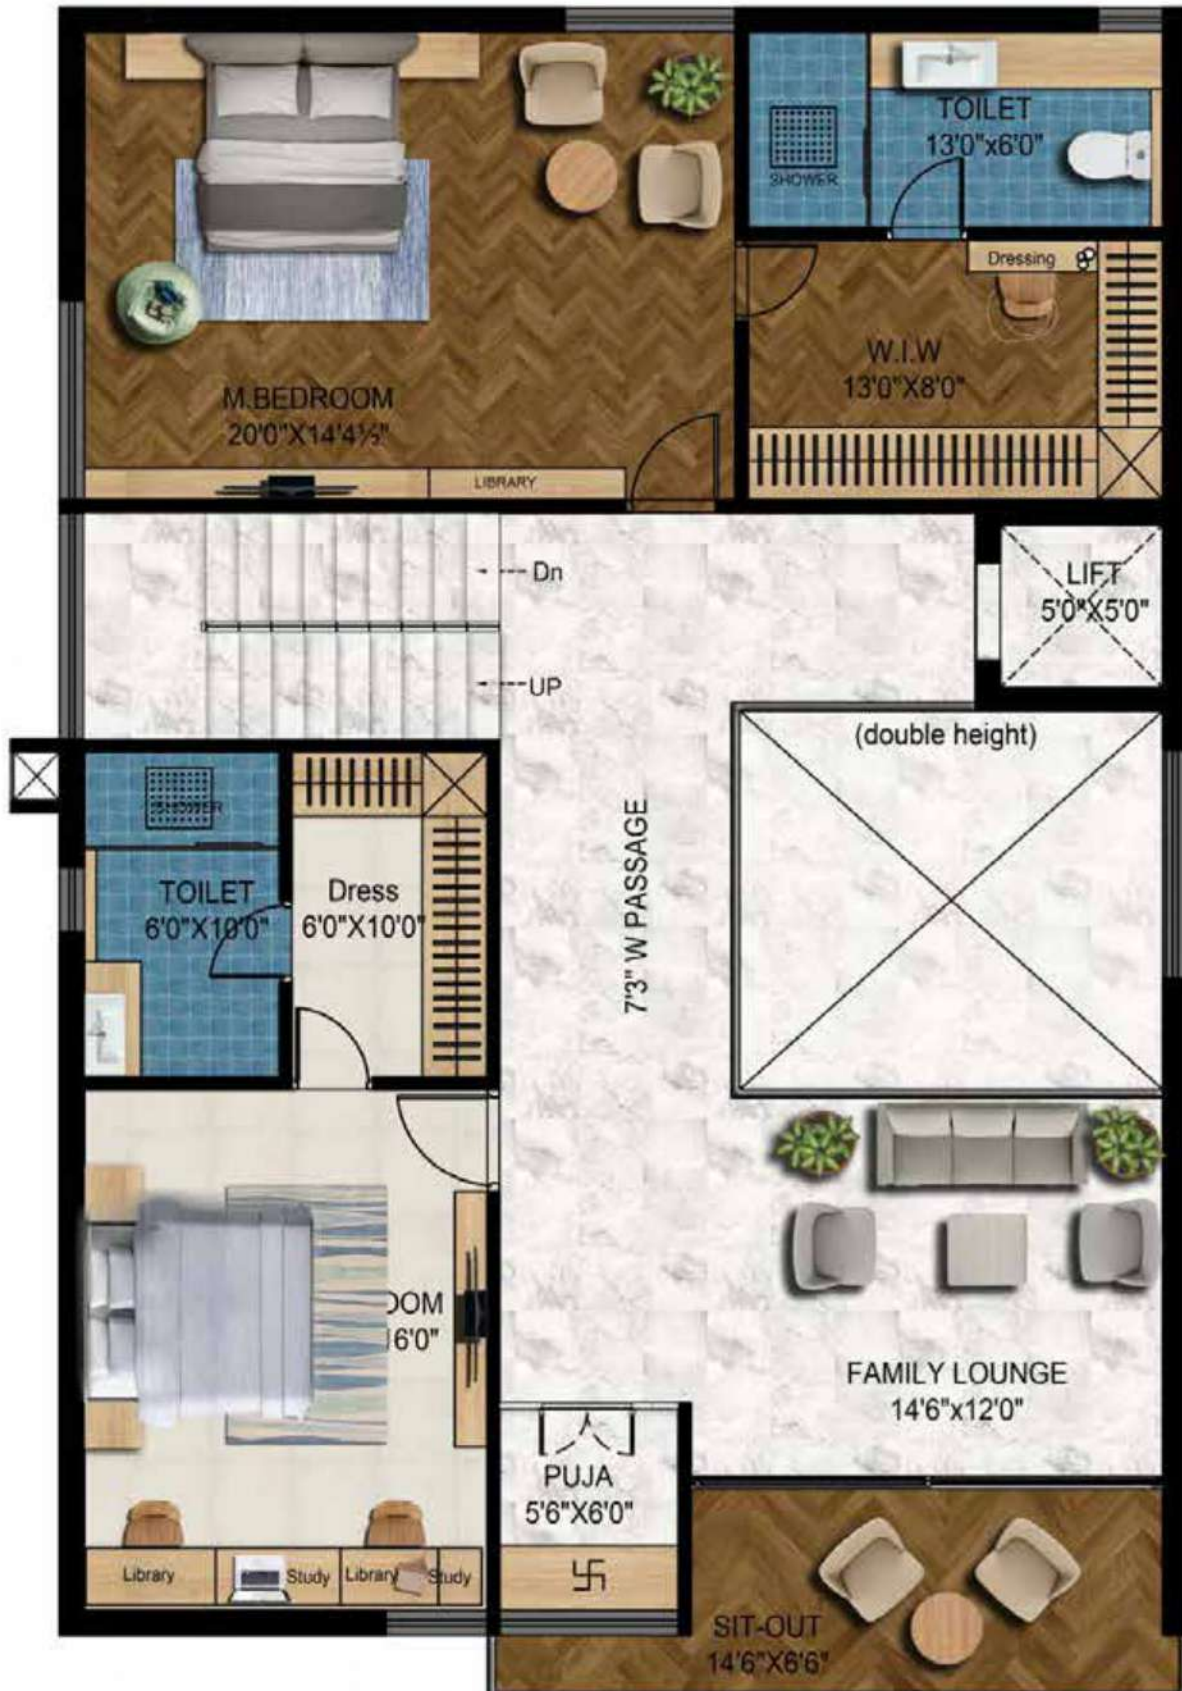 TOILET
13'0"x6'0"
SHOWER
Dressing
W.I.W
13'0"X8'0"
M.BEDROOM
20'0"X14'4½"
LIBRARY
Dn
UP
LIFT
5'0"X5'0"
(double height)
7'3" W PASSAGE
SHOWER
TOILET
6'0"X10'0"
Dress
6'0"X10'0"
OOM
6'0"
FAMILY LOUNGE
14'6"x12'0"
PUJA
5'6"X6'0"
Library
Study
Library
Study
SIT-OUT
14'6"X6'6"